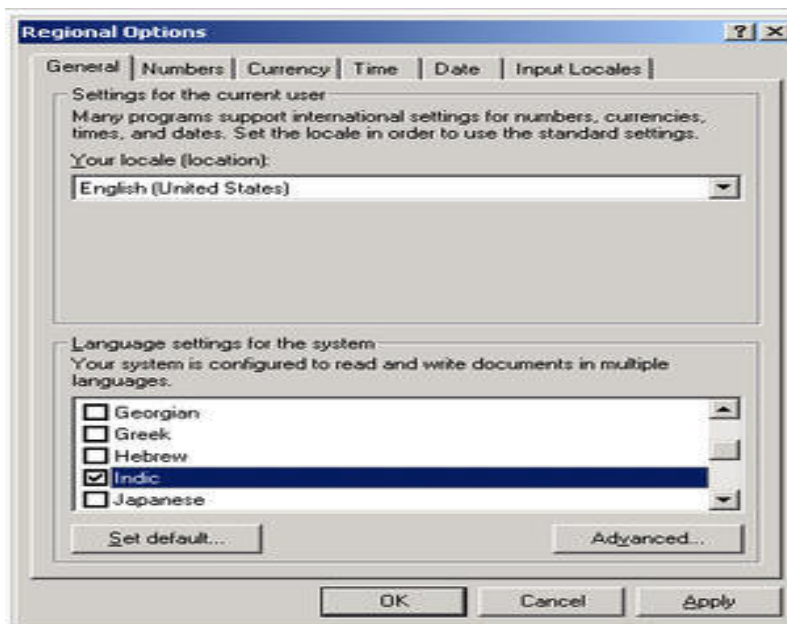 Regional Options
General Numbers Currency Time Date Input Locales
Settings for the current user
Many programs support international settings for numbers, currencies,
times, and dates. Set the locale in order to use the standard settings.
Your locale (location):
English (United States)
Language settings for the system
Your system is configured to read and write documents in multiple
languages.
Georgian
Greek
Hebrew
Indic
Japanese
Set default... Advanced...
OK Cancel Apply